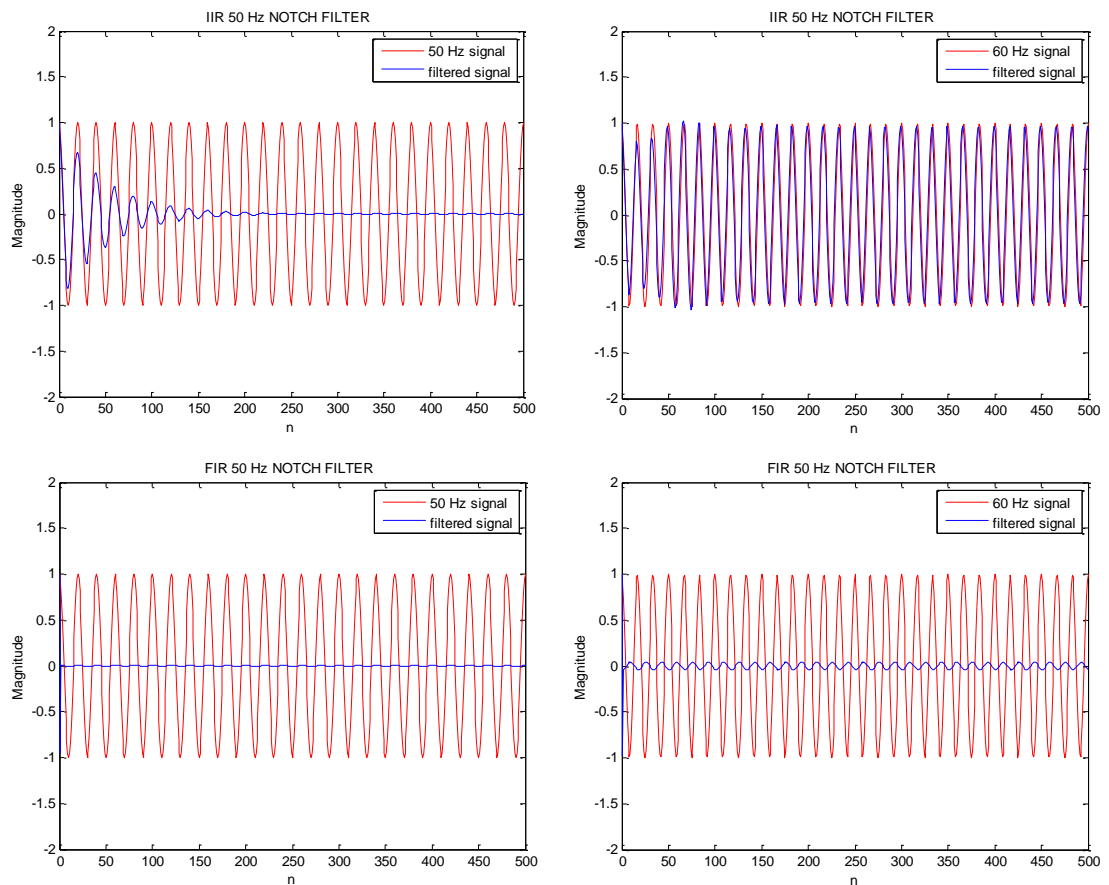 IIR 50 Hz NOTCH FILTER
2
50 Hz signal
filtered signal
1.5
1
0.5
0
-0.5
-1
-1.5
-2
Magnitude
0 50 100 150 200 250 300 350 400 450 500
n
IIR 50 Hz NOTCH FILTER
2
60 Hz signal
filtered signal
1.5
1
0.5
0
-0.5
-1
-1.5
-2
Magnitude
0 50 100 150 200 250 300 350 400 450 500
n
FIR 50 Hz NOTCH FILTER
2
50 Hz signal
filtered signal
1.5
1
0.5
0
-0.5
-1
-1.5
-2
Magnitude
0 50 100 150 200 250 300 350 400 450 500
n
FIR 50 Hz NOTCH FILTER
2
60 Hz signal
filtered signal
1.5
1
0.5
0
-0.5
-1
-1.5
-2
Magnitude
0 50 100 150 200 250 300 350 400 450 500
n